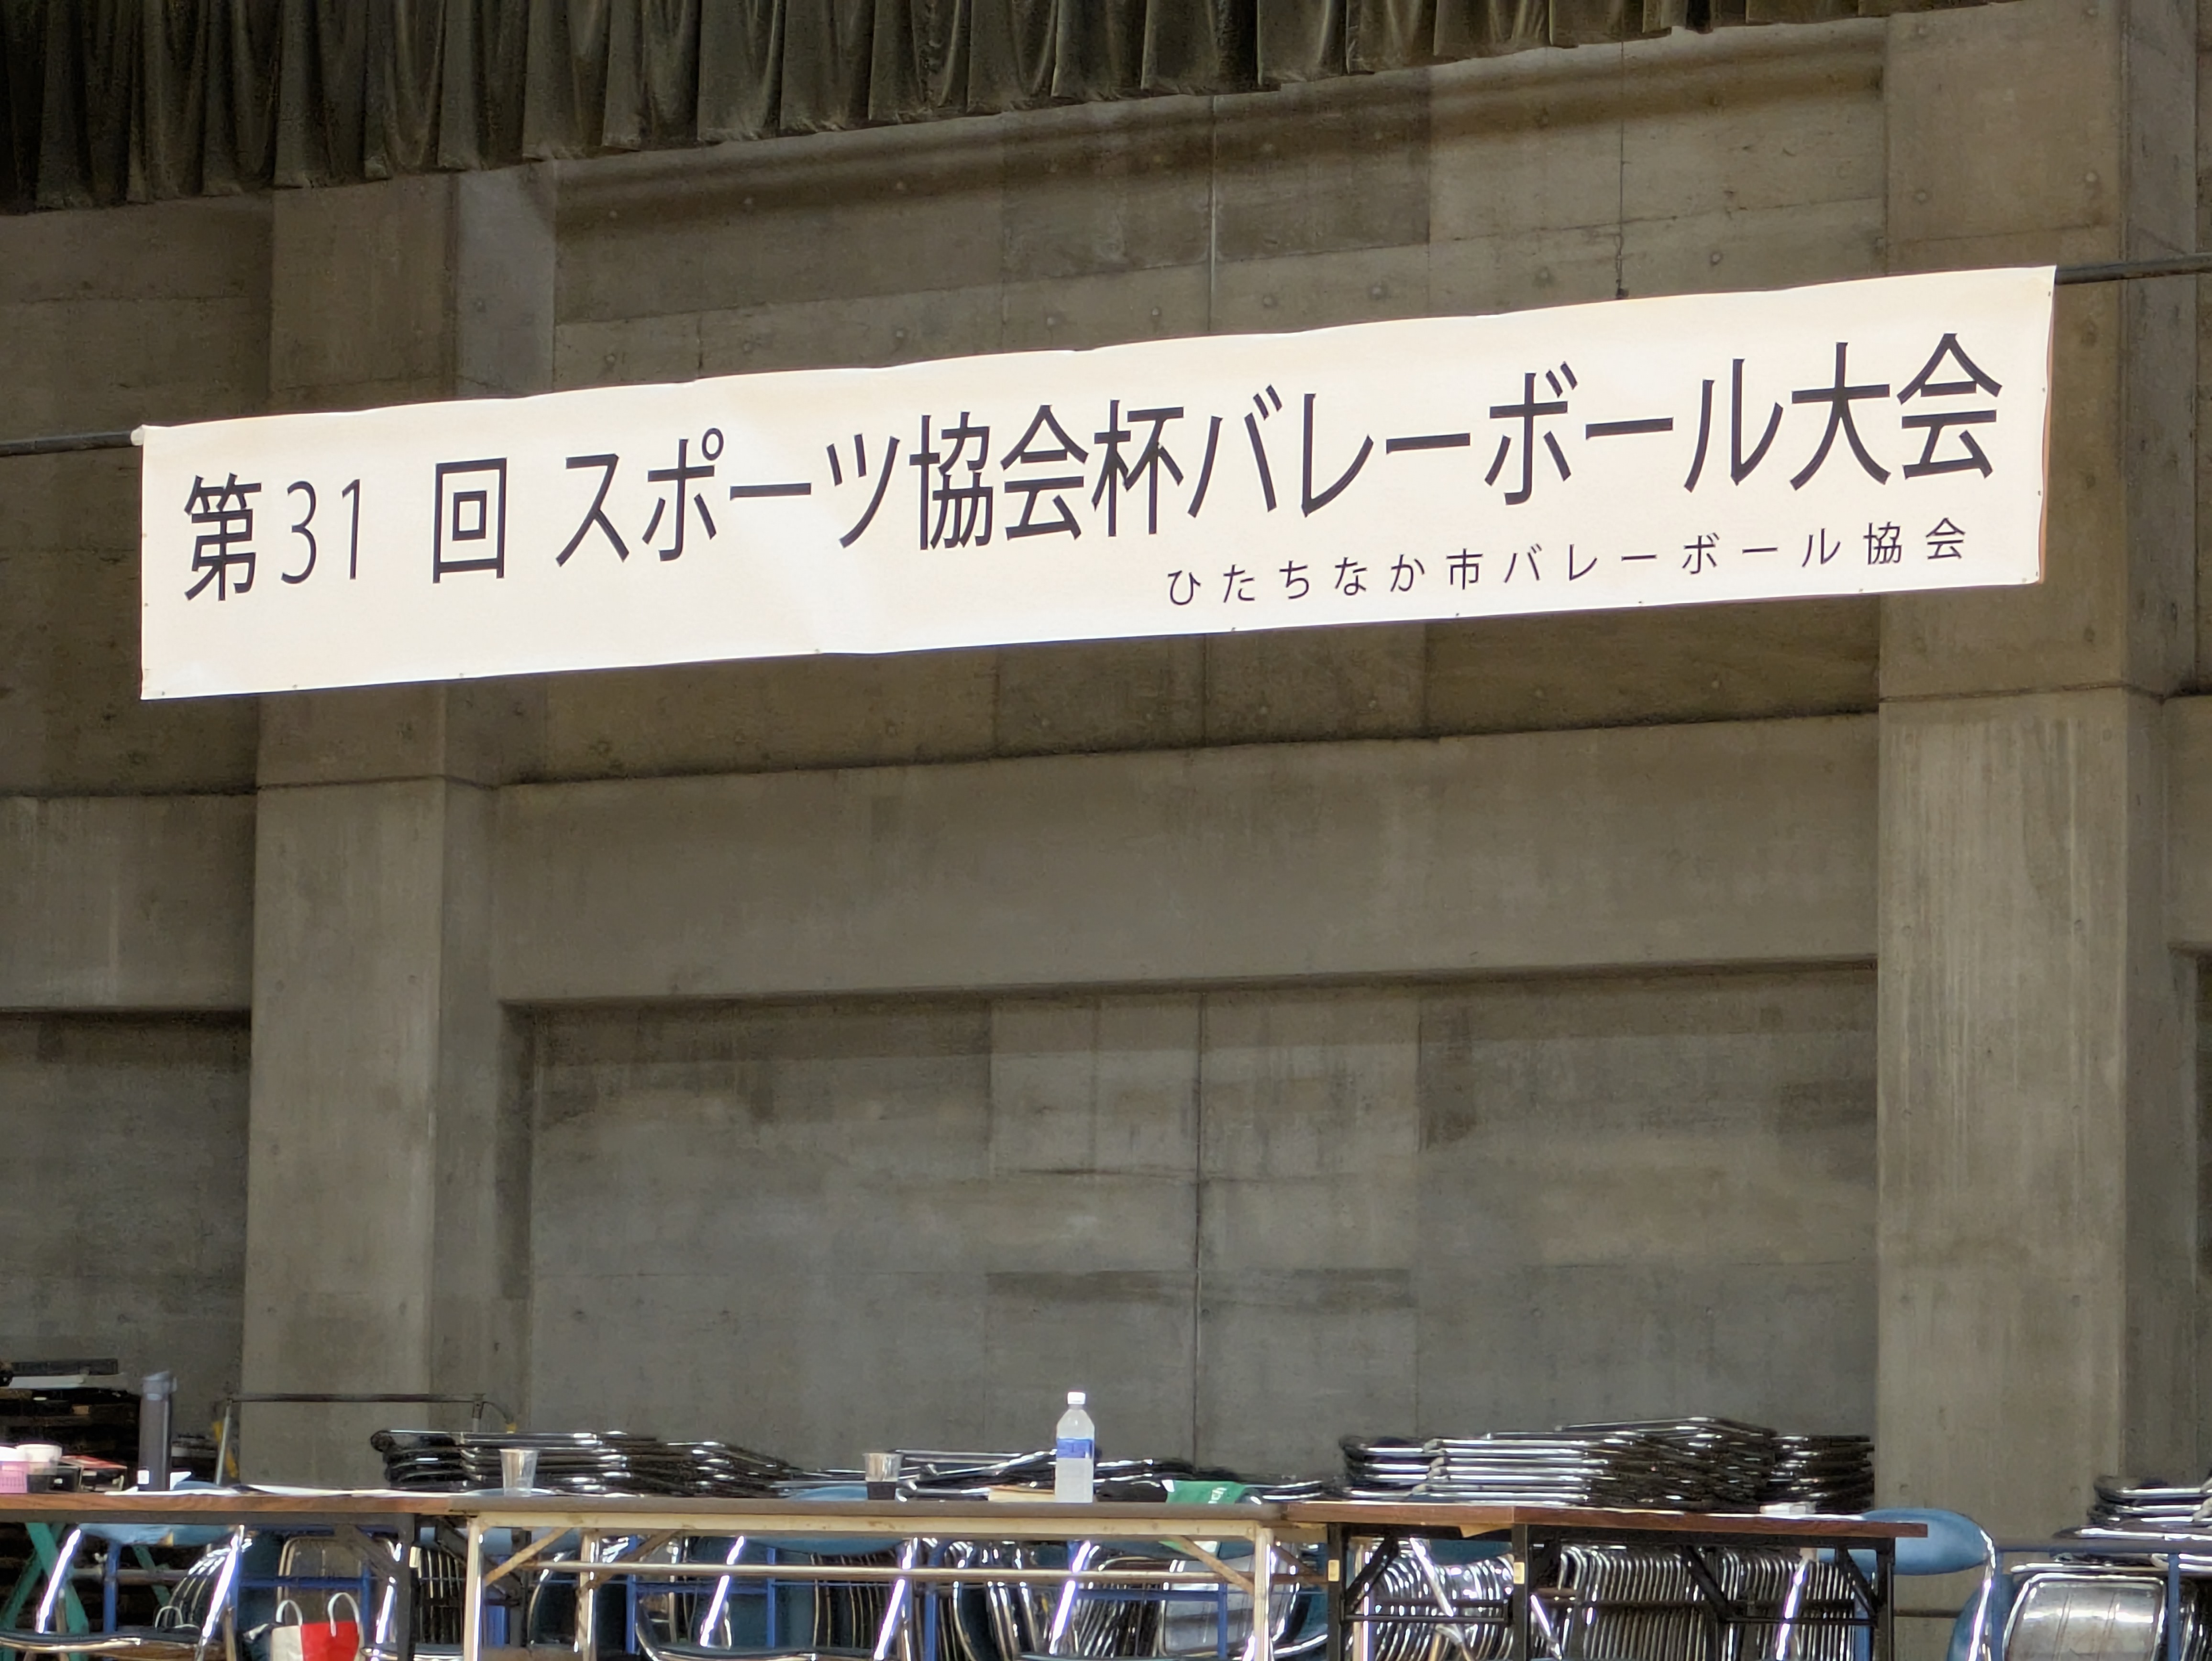 第31 回 スポーツ協会杯バレーボール大会
ひたちなか市バレーボール協会